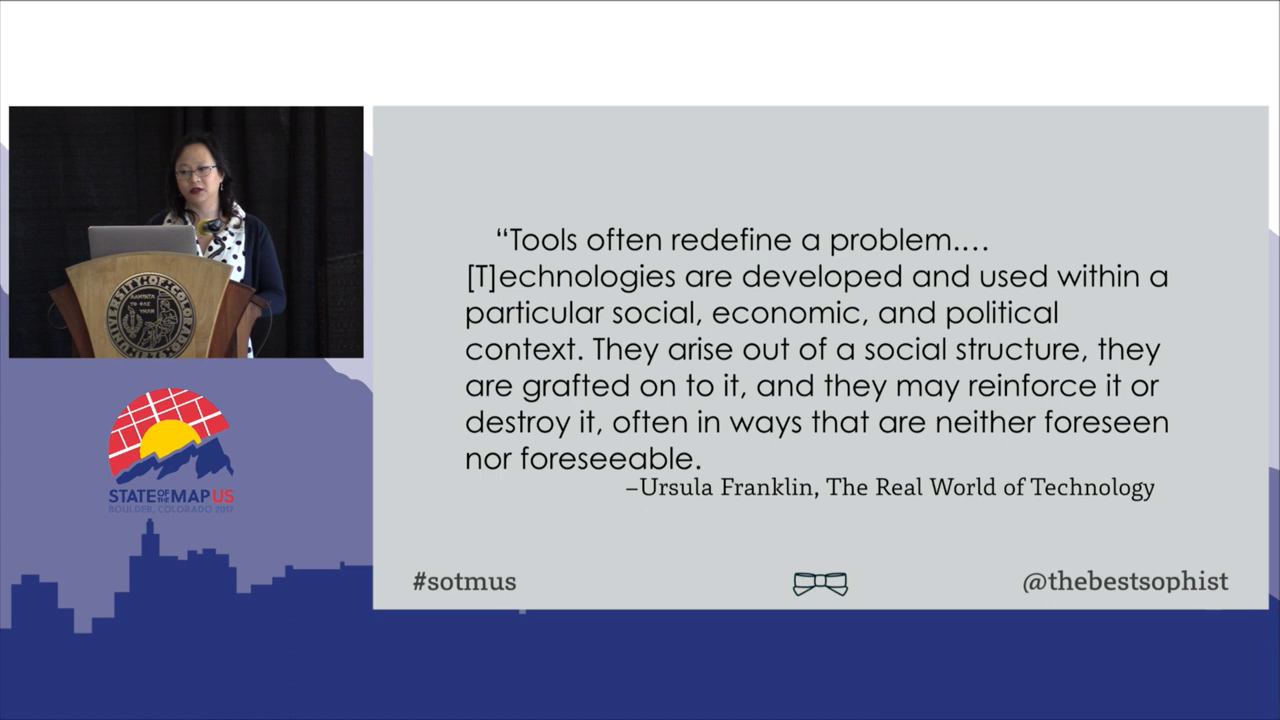 “Tools often redefine a problem....
[T]echnologies are developed and used within a
particular social, economic, and political
context. They arise out of a social structure, they
are grafted on to it, and they may reinforce it or
destroy it, often in ways that are neither foreseen
nor foreseeable.
–Ursula Franklin, The Real World of Technology
#sotmus
@thebestsophist
UNIVERSITY·OF·COLORADO
STATE OF THE MAP US
BOULDER, COLORADO 2017